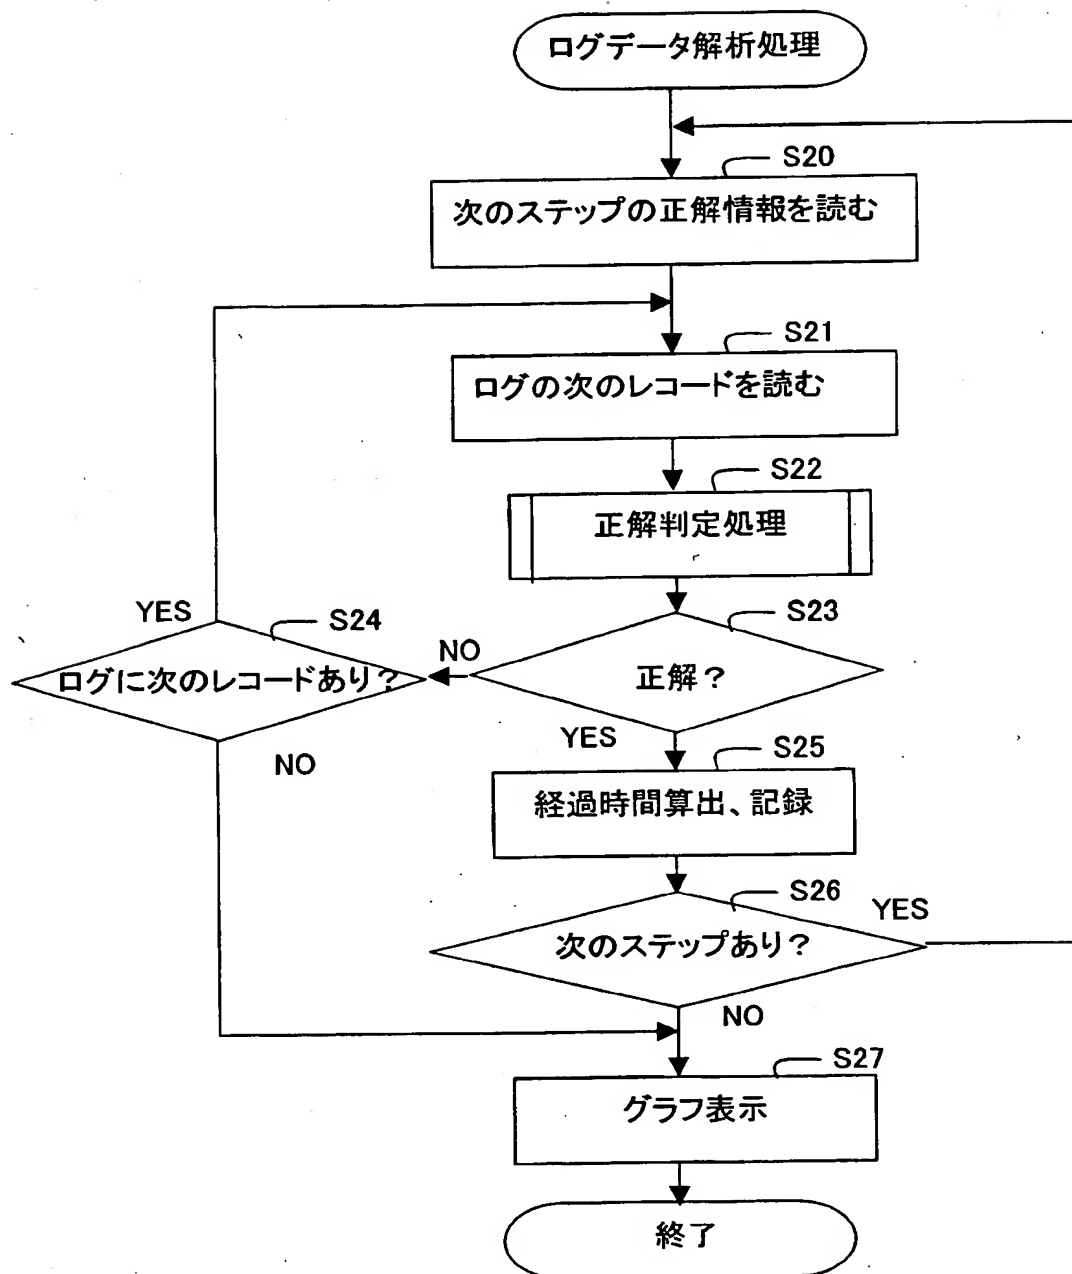 ログデータ解析処理
S20
次のステップの正解情報を読む
S21
ログの次のレコードを読む
S22
正解判定処理
S23
正解？
YES
S24
ログに次のレコードあり？
NO
NO
YES
S25
経過時間算出、記録
S26
次のステップあり？
YES
NO
S27
グラフ表示
終了